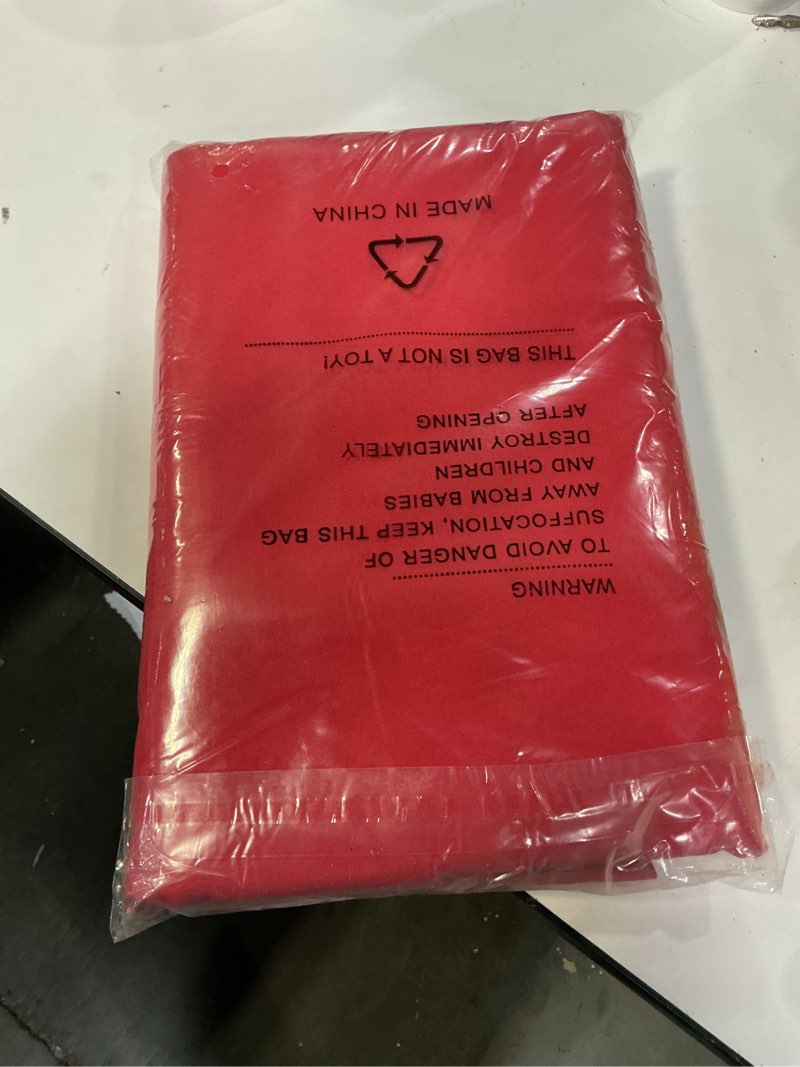 WARNING
TO AVOID DANGER OF
SUFFOCATION, KEEP THIS BAG
AWAY FROM BABIES
AND CHILDREN
DESTROY IMMEDIATELY
AFTER OPENING
THIS BAG IS NOT A TOY!
MADE IN CHINA